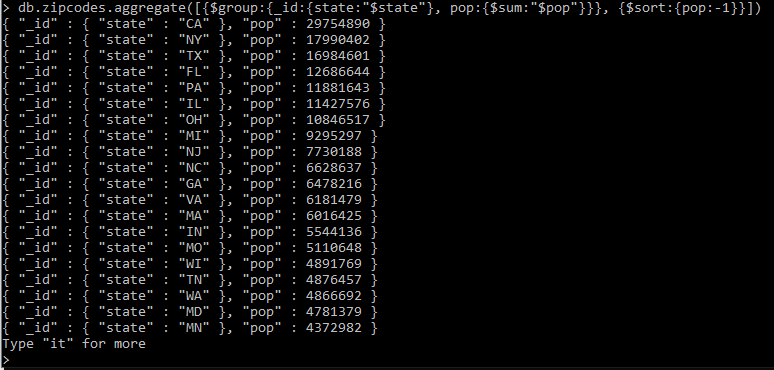 > db.zipcodes.aggregate([{$group:{_id:{state:"$state"}, pop:{$sum:"$pop"}}}, {$sort:{pop:-1}}])
{ "_id" : { "state" : "CA" }, "pop" : 29754890 }
{ "_id" : { "state" : "NY" }, "pop" : 17990402 }
{ "_id" : { "state" : "TX" }, "pop" : 16984601 }
{ "_id" : { "state" : "FL" }, "pop" : 12686644 }
{ "_id" : { "state" : "PA" }, "pop" : 11881643 }
{ "_id" : { "state" : "IL" }, "pop" : 11427576 }
{ "_id" : { "state" : "OH" }, "pop" : 10846517 }
{ "_id" : { "state" : "MI" }, "pop" : 9295297 }
{ "_id" : { "state" : "NJ" }, "pop" : 7730188 }
{ "_id" : { "state" : "NC" }, "pop" : 6628637 }
{ "_id" : { "state" : "GA" }, "pop" : 6478216 }
{ "_id" : { "state" : "VA" }, "pop" : 6181479 }
{ "_id" : { "state" : "MA" }, "pop" : 6016425 }
{ "_id" : { "state" : "IN" }, "pop" : 5544136 }
{ "_id" : { "state" : "MO" }, "pop" : 5110648 }
{ "_id" : { "state" : "WI" }, "pop" : 4891769 }
{ "_id" : { "state" : "TN" }, "pop" : 4876457 }
{ "_id" : { "state" : "WA" }, "pop" : 4866692 }
{ "_id" : { "state" : "MD" }, "pop" : 4781379 }
{ "_id" : { "state" : "MN" }, "pop" : 4372982 }
Type "it" for more
>